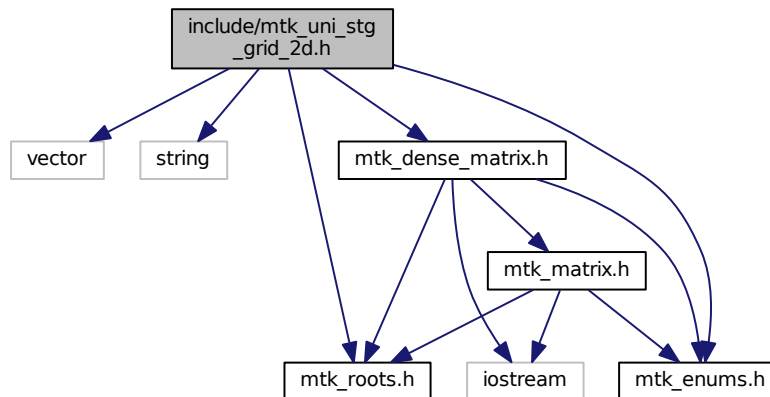 include/mtk_uni_stg
_grid_2d.h
vector
string
mtk_dense_matrix.h
mtk_matrix.h
mtk_roots.h
iostream
mtk_enums.h